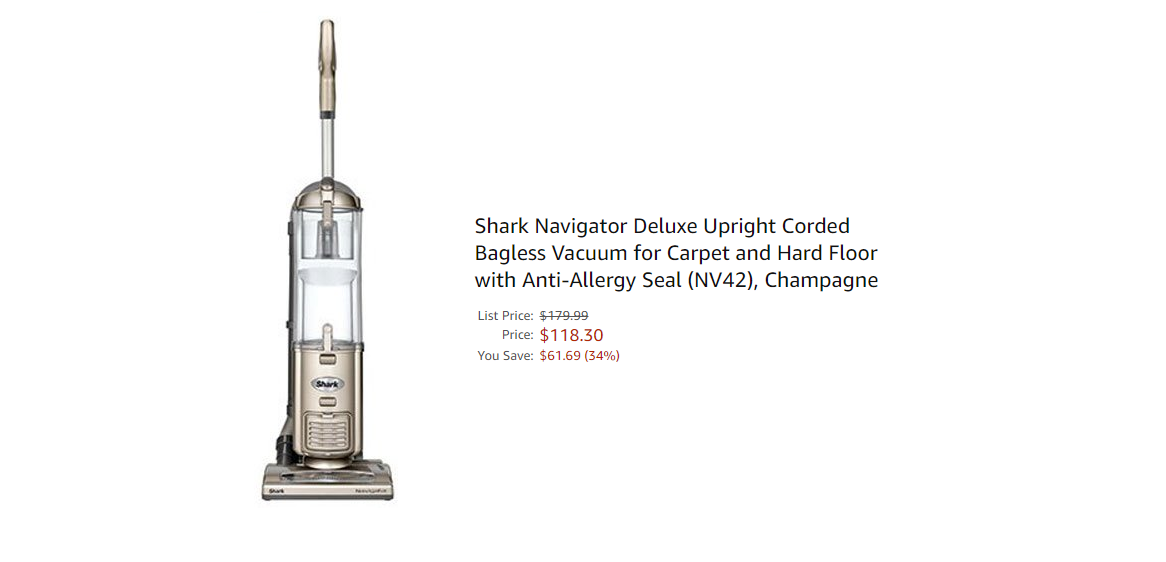 Shark Navigator Deluxe Upright Corded
Bagless Vacuum for Carpet and Hard Floor
with Anti-Allergy Seal (NV42), Champagne
List Price: $179.99
Price: $118.30
You Save: $61.69 (34%)
Shark
Shark Navigator